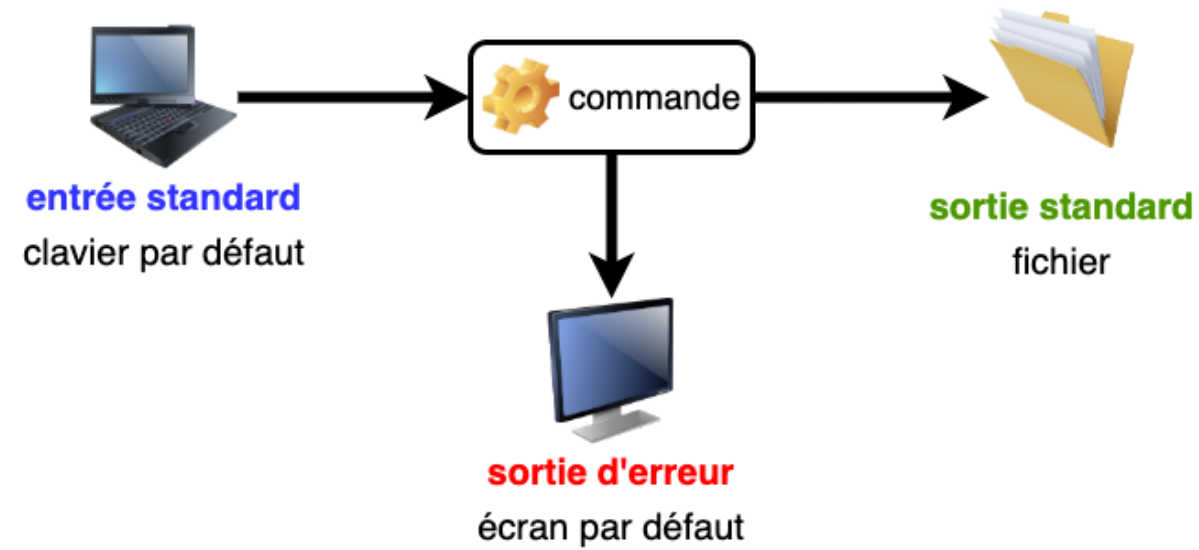 commande
entrée standard
clavier par défaut
sortie standard
fichier
sortie d'erreur
écran par défaut